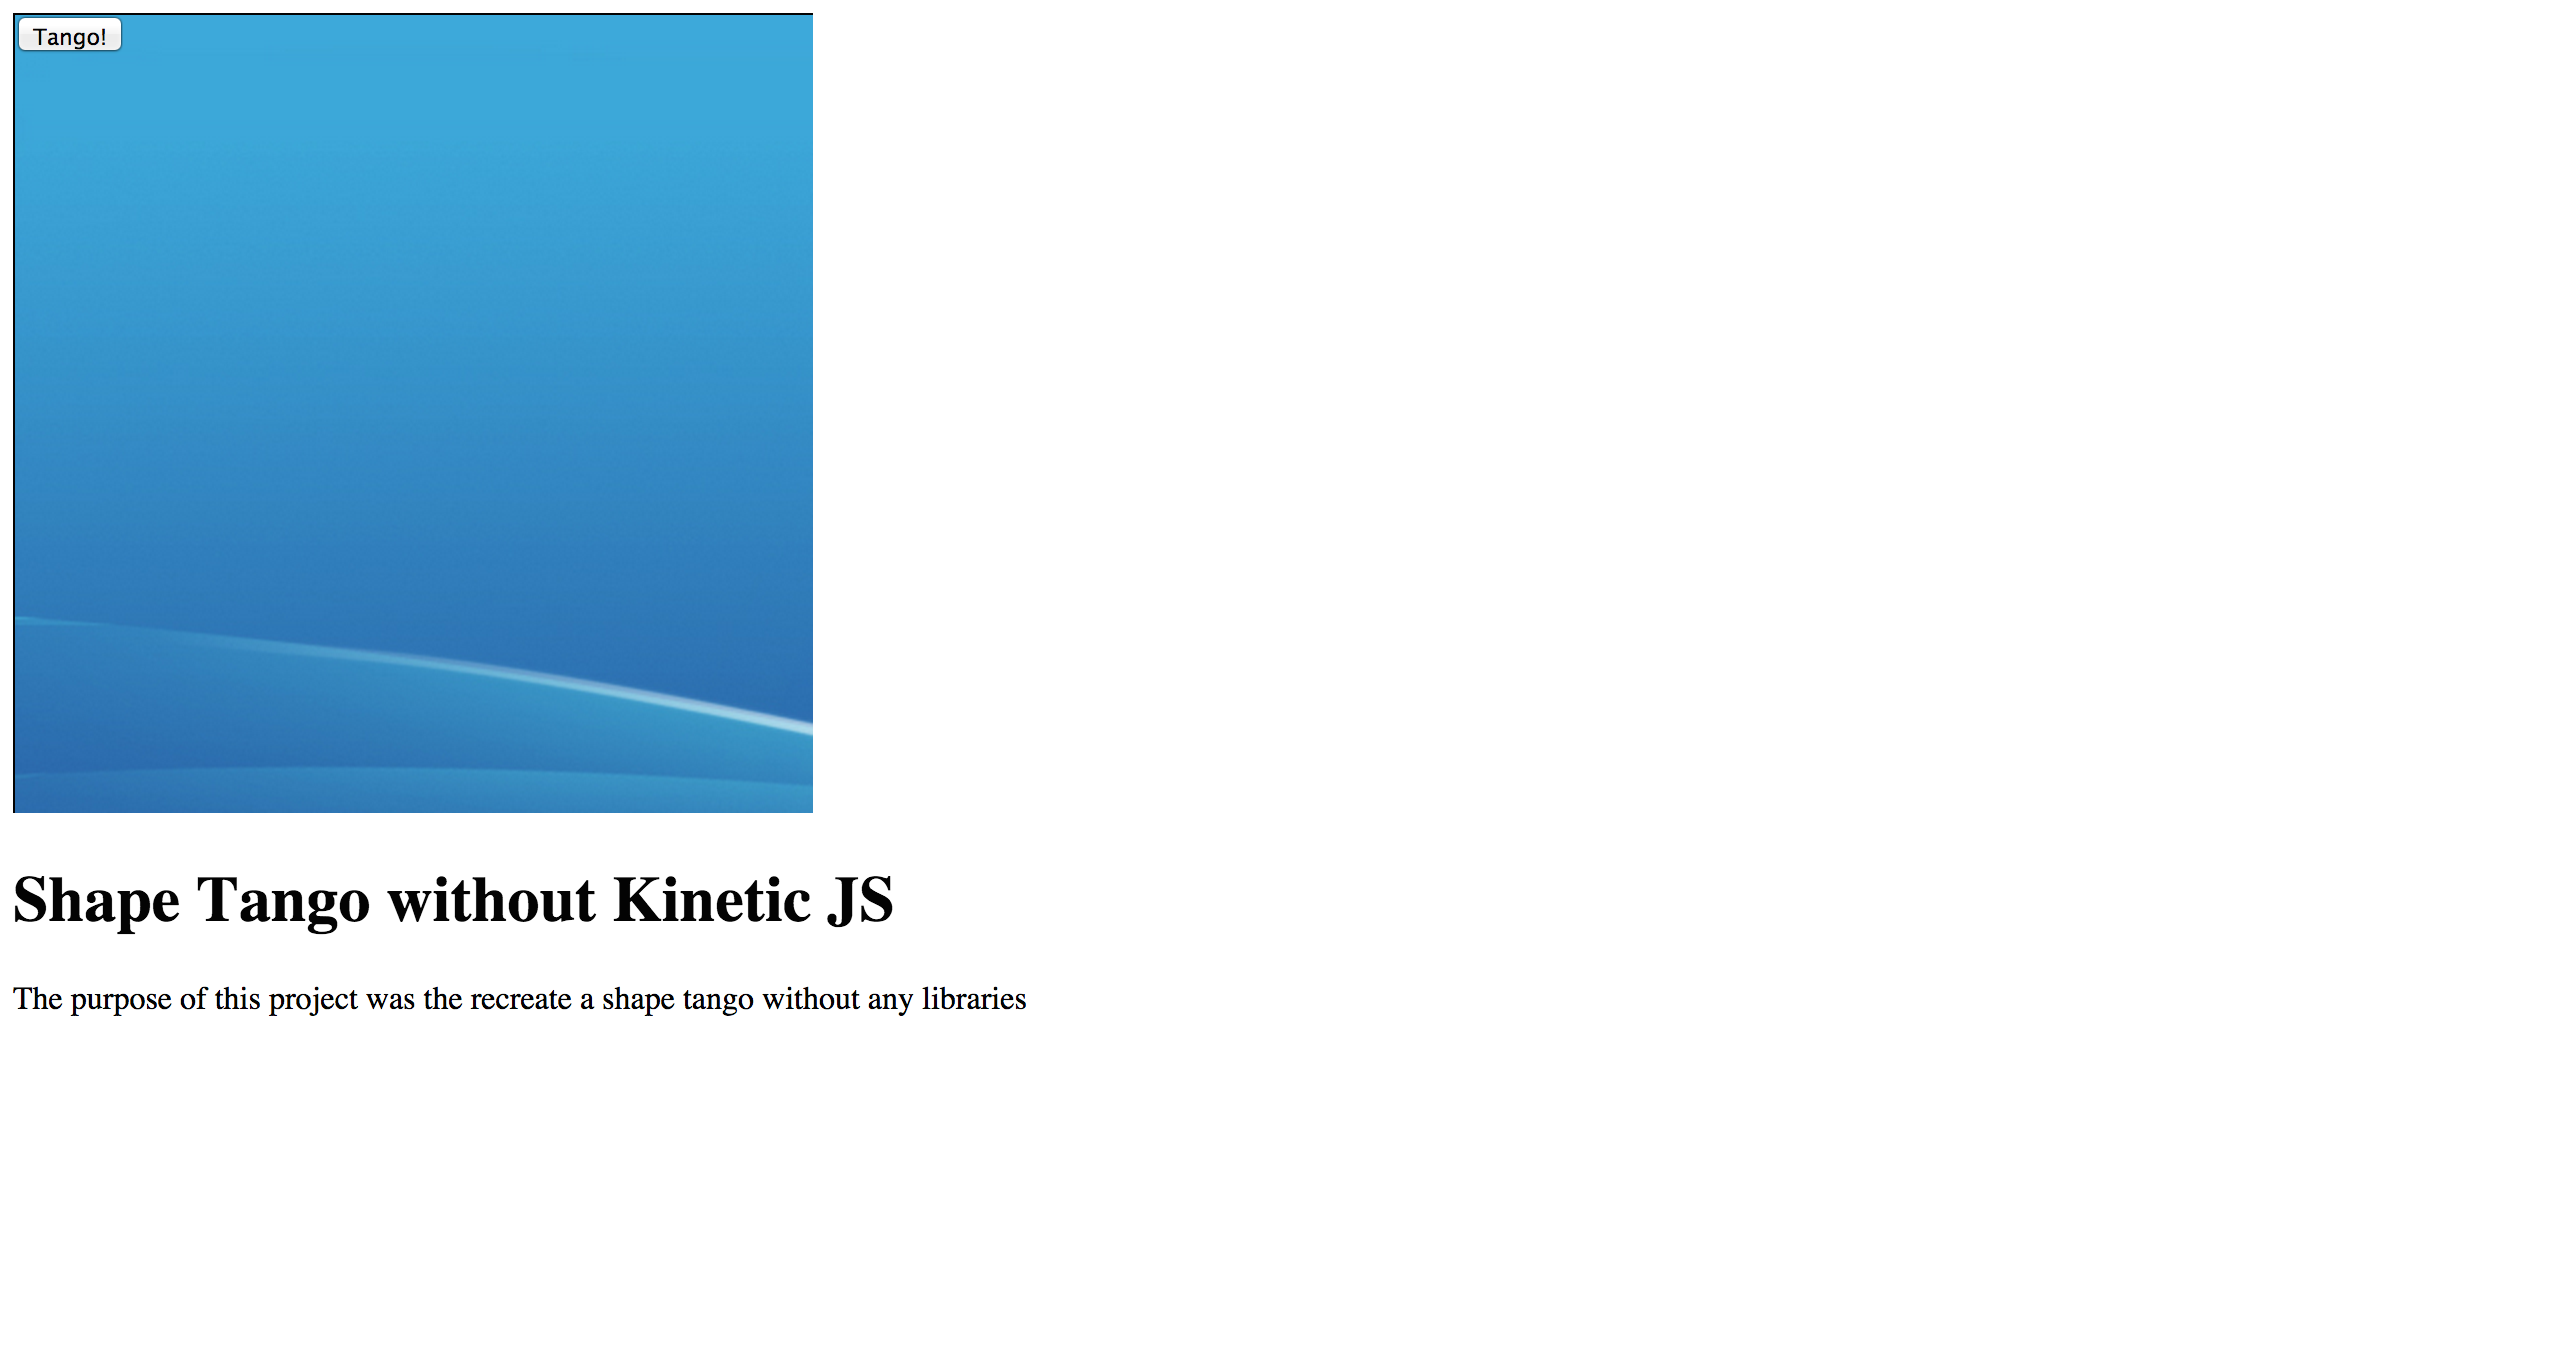 Tango!
Shape Tango without Kinetic JS
The purpose of this project was the recreate a shape tango without any libraries